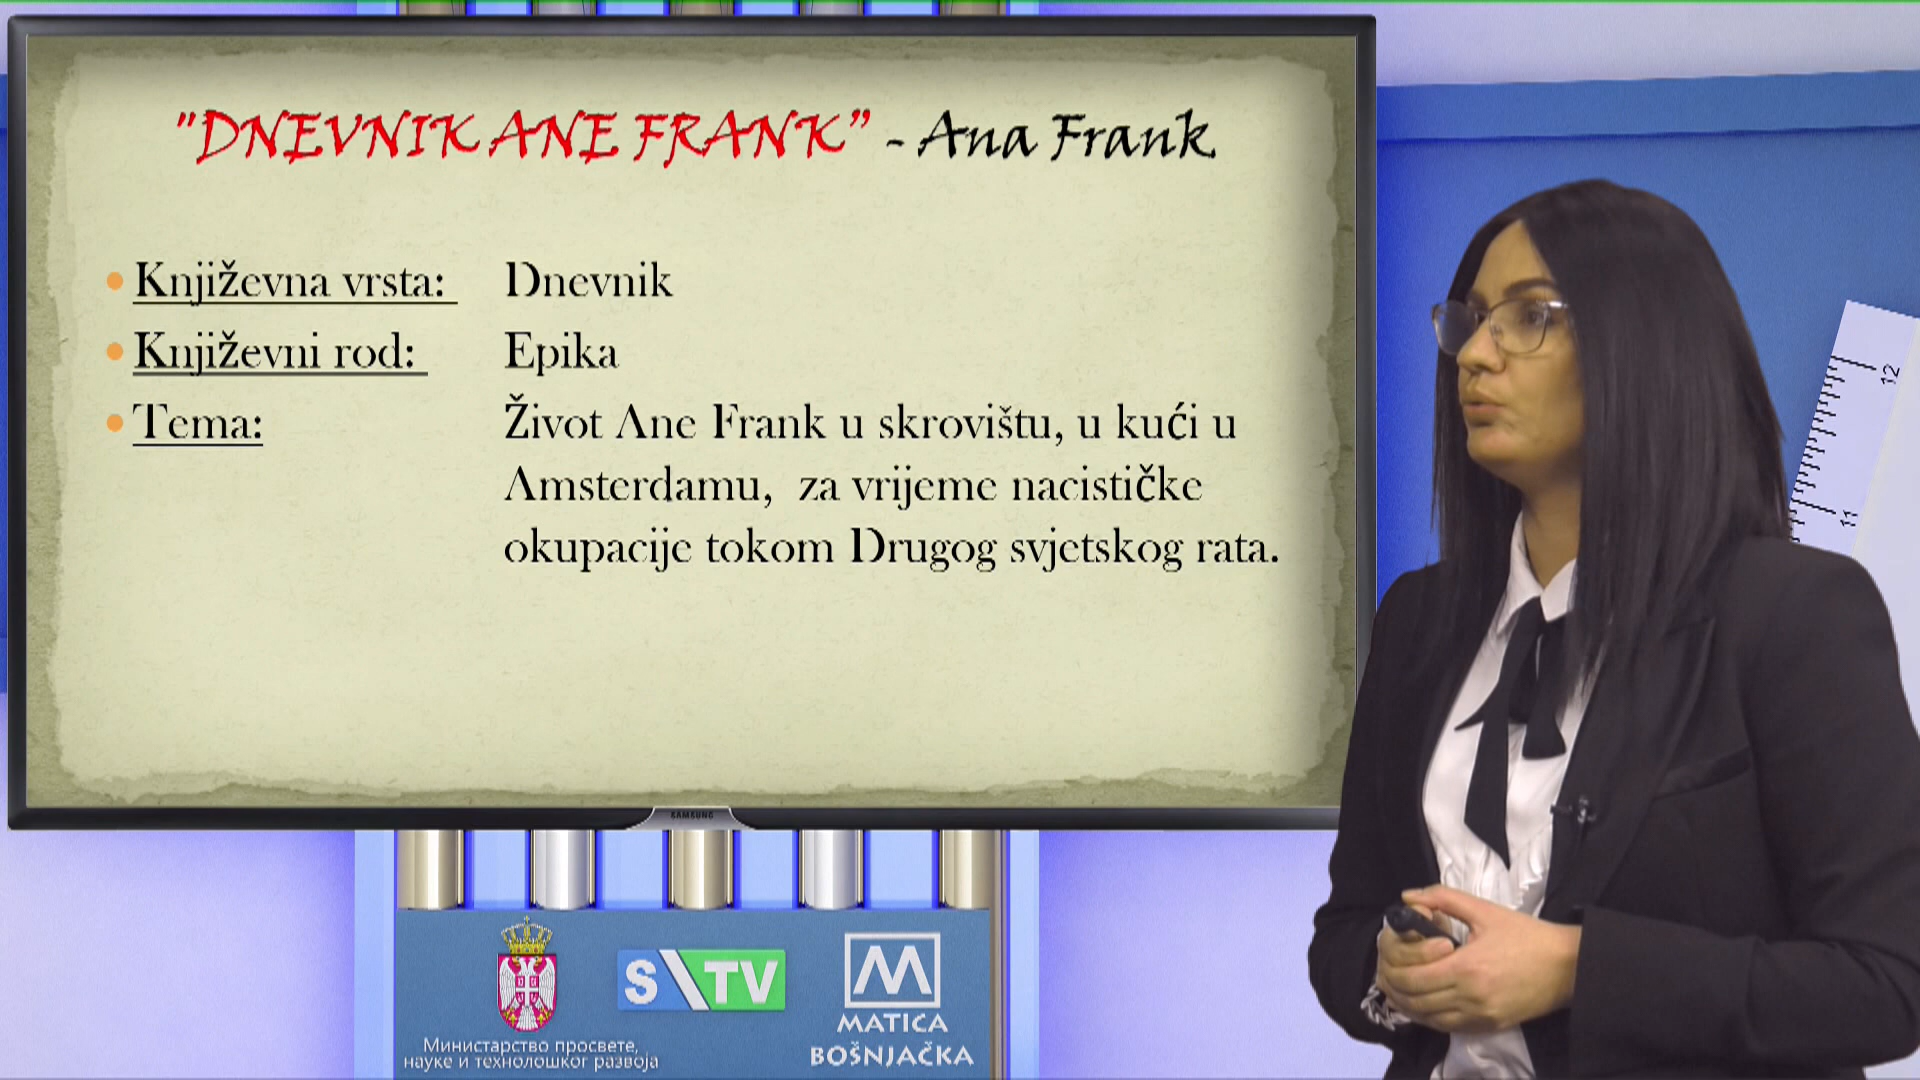 "DNEVNIK ANE FRANK" - Ana Frank
Književna vrsta: Dnevnik
Književni rod: Epika
Tema: Život Ane Frank u skrovištu, u kući u
Amsterdamu, za vrijeme nacističke
okupacije tokom Drugog svjetskog rata.
12
11
SAMSUNG
S TV
M
MATICA
BOŠNJAČKA
Министарство просвете,
науке и технолошког развоја